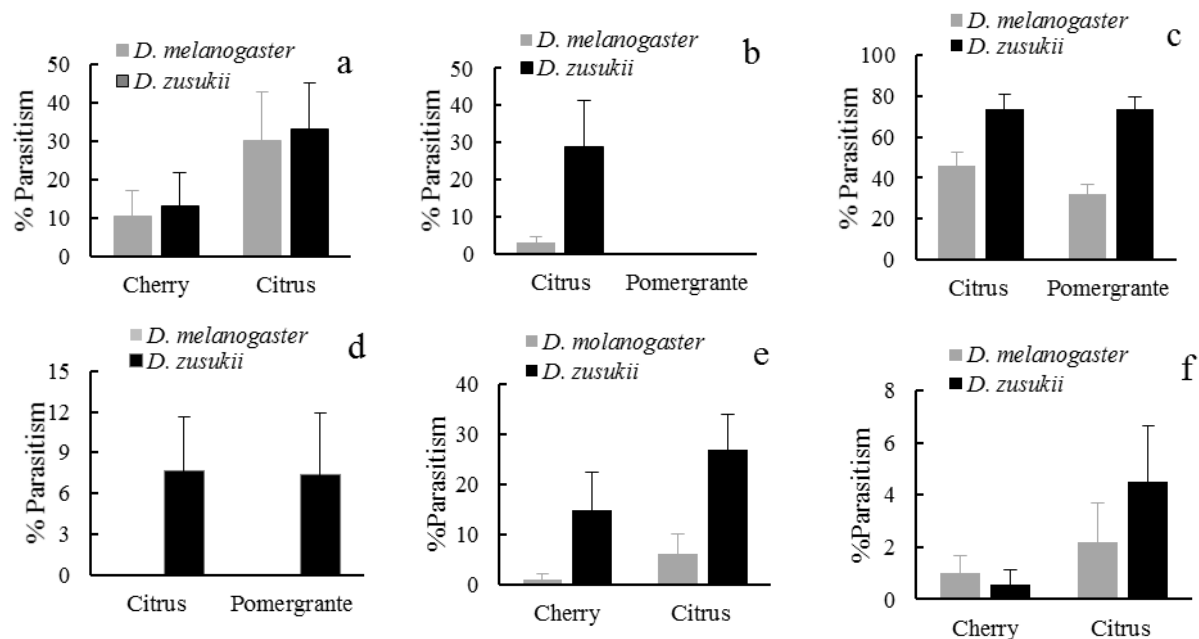 D. melanogaster
D. zusukii
a
50
40
30
20
10
0
% Parasitism
Cherry Citrus
D. melanogaster
D. zusukii
b
50
40
30
20
10
0
% Parasitism
Citrus Pomergrante
D. melanogaster
D. zusukii
c
100
80
60
40
20
0
% Parasitism
Citrus Pomergrante
D. melanogaster
D. zusukii
d
15
12
9
6
3
0
% Parasitism
Citrus Pomergrante
D. molanogaster
D. zusukii
e
40
30
20
10
0
%Parasitism
Cherry Citrus
D. melanogaster
D. zusukii
f
8
6
4
2
0
%Parasitism
Cherry Citrus